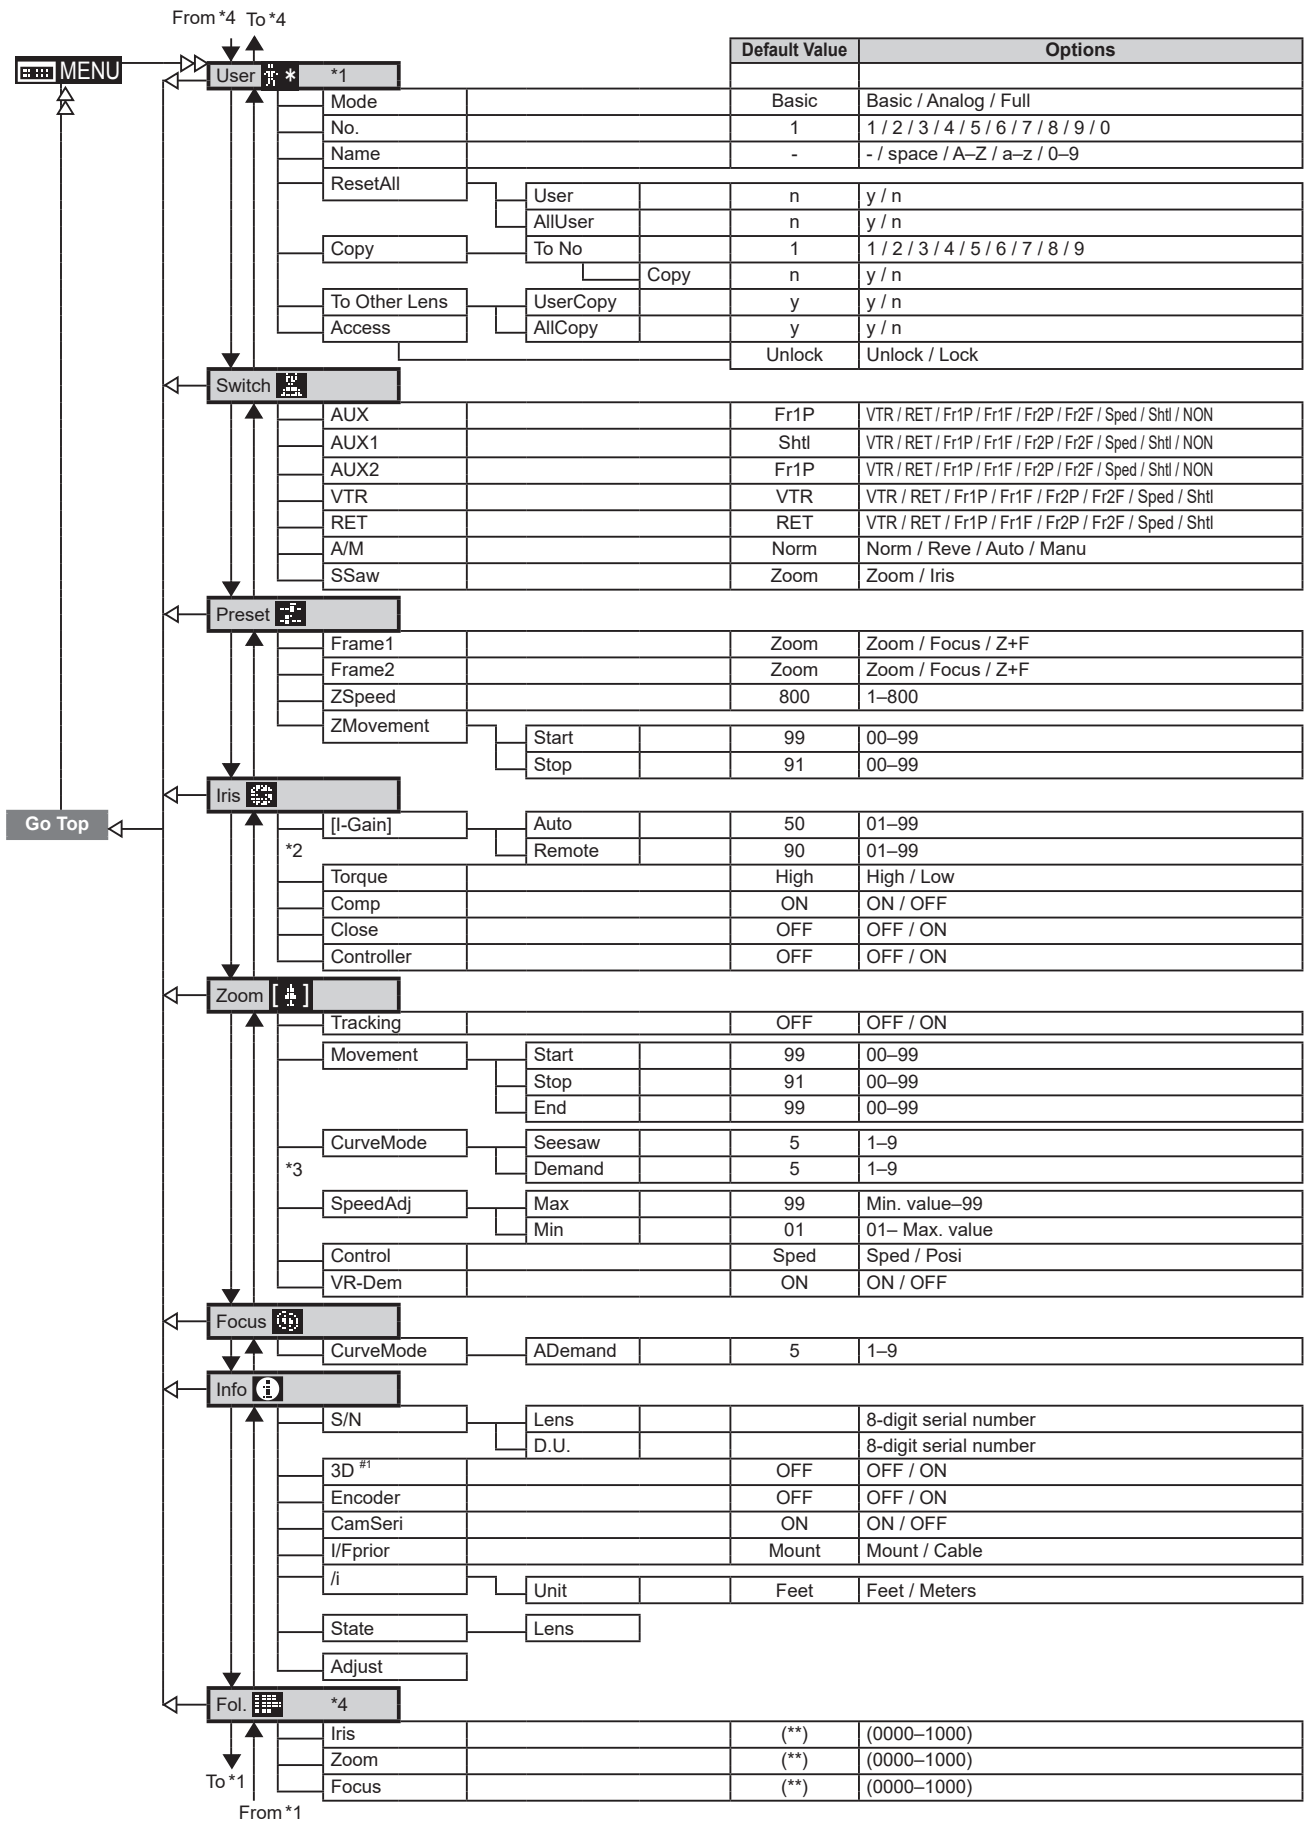 From *4 To *4
Default Value Options
MENU
User *1
Mode Basic Basic / Analog / Full
No. 1 1 / 2 / 3 / 4 / 5 / 6 / 7 / 8 / 9 / 0
Name - - / space / A–Z / a–z / 0–9
ResetAll
User n y / n
AllUser n y / n
Copy To No 1 1 / 2 / 3 / 4 / 5 / 6 / 7 / 8 / 9
Copy n y / n
To Other Lens UserCopy y y / n
Access AllCopy y y / n
Unlock Unlock / Lock
Switch
AUX Fr1P VTR / RET / Fr1P / Fr1F / Fr2P / Fr2F / Sped / Shtl / NON
AUX1 Shtl VTR / RET / Fr1P / Fr1F / Fr2P / Fr2F / Sped / Shtl / NON
AUX2 Fr1P VTR / RET / Fr1P / Fr1F / Fr2P / Fr2F / Sped / Shtl / NON
VTR VTR VTR / RET / Fr1P / Fr1F / Fr2P / Fr2F / Sped / Shtl
RET RET VTR / RET / Fr1P / Fr1F / Fr2P / Fr2F / Sped / Shtl
A/M Norm Norm / Reve / Auto / Manu
SSaw Zoom Zoom / Iris
Preset
Frame1 Zoom Zoom / Focus / Z+F
Frame2 Zoom Zoom / Focus / Z+F
ZSpeed 800 1–800
ZMovement
Start 99 00–99
Stop 91 00–99
Iris
Go Top
[I-Gain] Auto 50 01–99
*2 Remote 90 01–99
Torque High High / Low
Comp ON ON / OFF
Close OFF OFF / ON
Controller OFF OFF / ON
Zoom
Tracking OFF OFF / ON
Movement Start 99 00–99
Stop 91 00–99
End 99 00–99
CurveMode Seesaw 5 1–9
*3 Demand 5 1–9
SpeedAdj Max 99 Min. value–99
Min 01 01– Max. value
Control Sped Sped / Posi
VR-Dem ON ON / OFF
Focus
CurveMode ADemand 5 1–9
Info
S/N Lens 8-digit serial number
D.U. 8-digit serial number
3D #1 OFF OFF / ON
Encoder OFF OFF / ON
CamSeri ON ON / OFF
I/Fprior Mount Mount / Cable
/i
Unit Feet Feet / Meters
State Lens
Adjust
Fol. *4
Iris (**) (0000–1000)
Zoom (**) (0000–1000)
Focus (**) (0000–1000)
To *1
From *1